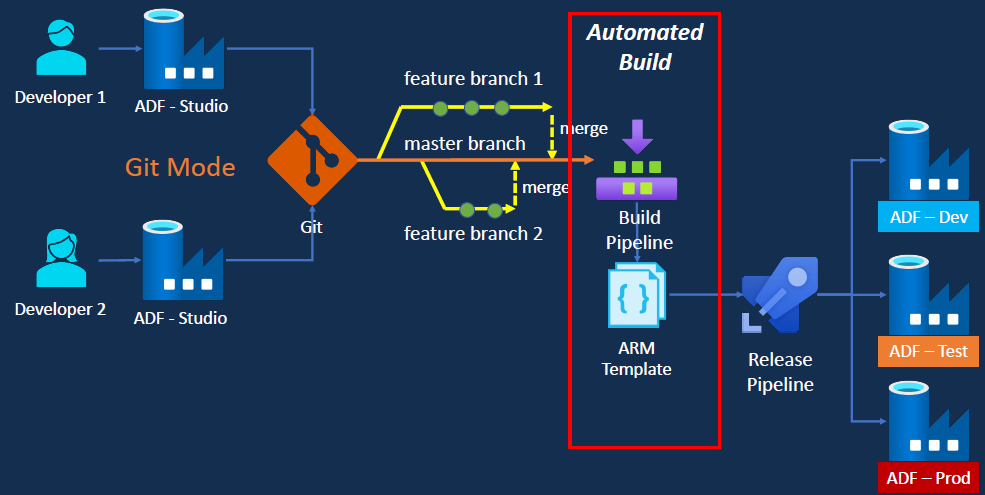 Automated
Build
Developer 1
ADF - Studio
feature branch 1
merge
master branch
Git Mode
merge
Git
feature branch 2
Build
Pipeline
Developer 2
ADF - Studio
{ }
ARM
Template
Release
Pipeline
ADF – Dev
ADF – Test
ADF – Prod